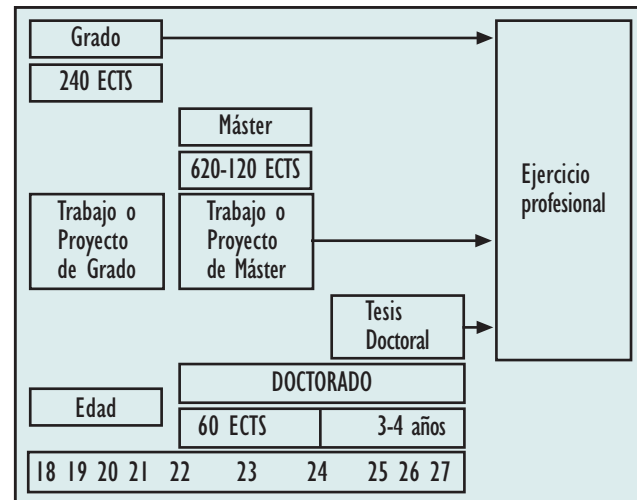 Grado
240 ECTS
Máster
620-120 ECTS
Trabajo o
Proyecto
de Grado
Trabajo o
Proyecto
de Máster
Ejercicio
profesional
Tesis
Doctoral
DOCTORADO
Edad
60 ECTS
3-4 años
18 19 20 21 22 23 24 25 26 27